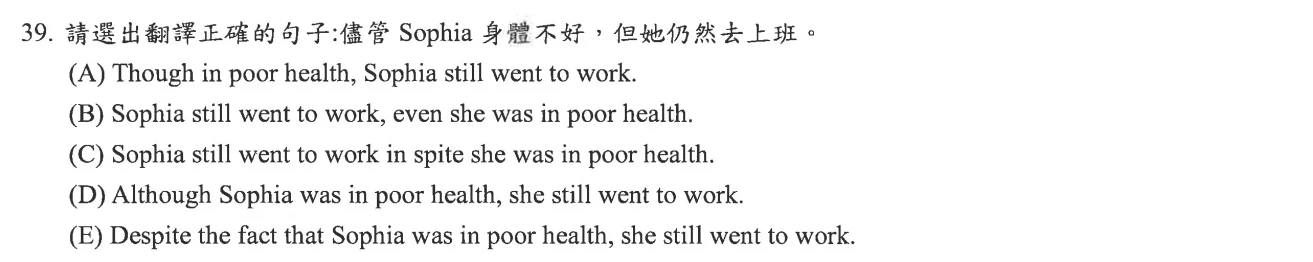 39. 請選出翻譯正確的句子:儘管 Sophia 身體不好，但她仍然去上班。
(A) Though in poor health, Sophia still went to work.
(B) Sophia still went to work, even she was in poor health.
(C) Sophia still went to work in spite she was in poor health.
(D) Although Sophia was in poor health, she still went to work.
(E) Despite the fact that Sophia was in poor health, she still went to work.